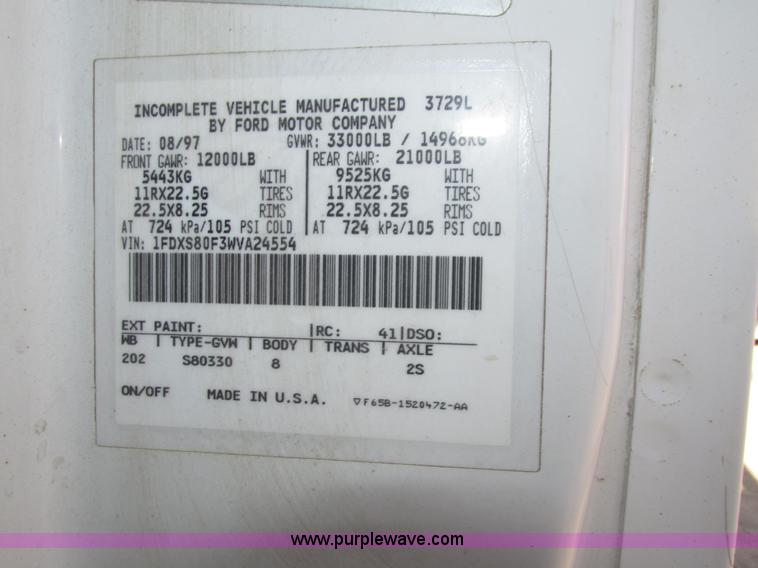 INCOMPLETE VEHICLE MANUFACTURED 3729L
BY FORD MOTOR COMPANY
DATE: 08/97 GVWR: 33000LB / 14968KG
FRONT GAWR: 12000LB REAR GAWR: 21000LB
5443KG WITH 9525KG WITH
11RX22.5G TIRES 11RX22.5G TIRES
22.5X8.25 RIMS 22.5X8.25 RIMS
AT 724 kPa/105 PSI COLD AT 724 kPa/105 PSI COLD
VIN: 1FDXS80F3WVA24554
EXT PAINT: RC: 41 DSO:
WB TYPE-GVW BODY TRANS AXLE
202 S80330 8 2S
ON/OFF MADE IN U.S.A. ▽F65B-1520472-AA
www.purplewave.com